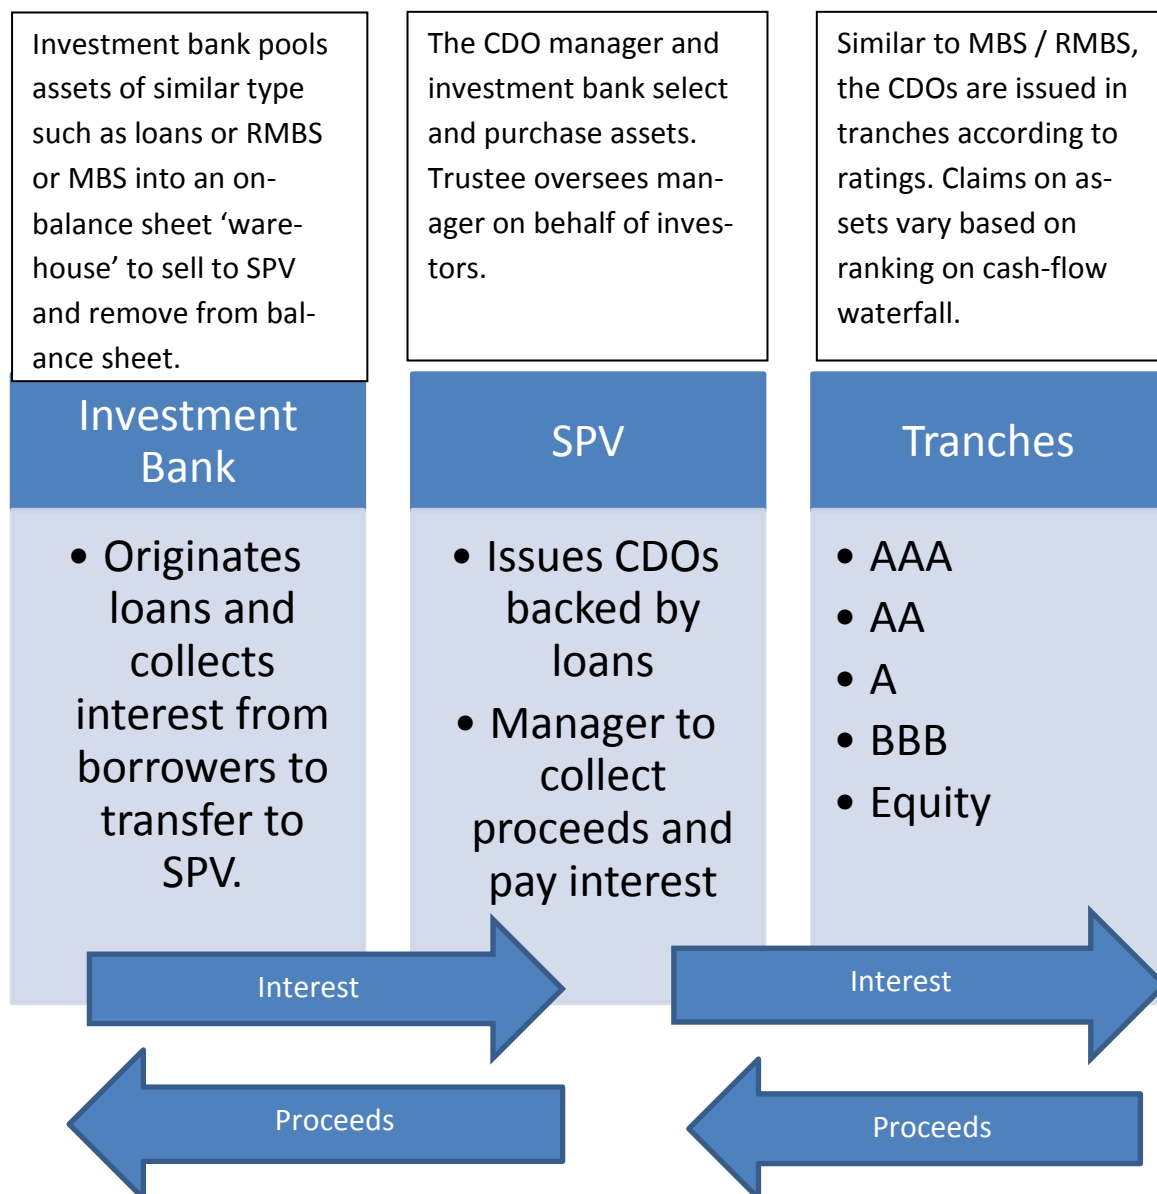 Investment bank pools
assets of similar type
such as loans or RMBS
or MBS into an on-
balance sheet ‘ware-
house’ to sell to SPV
and remove from bal-
ance sheet.
The CDO manager and
investment bank select
and purchase assets.
Trustee oversees man-
ager on behalf of inves-
tors.
Similar to MBS / RMBS,
the CDOs are issued in
tranches according to
ratings. Claims on as-
sets vary based on
ranking on cash-flow
waterfall.
Investment
Bank
• Originates
loans and
collects
interest from
borrowers to
transfer to
SPV.
SPV
• Issues CDOs
backed by
loans
• Manager to
collect
proceeds and
pay interest
Tranches
• AAA
• AA
• A
• BBB
• Equity
Interest
Interest
Proceeds
Proceeds